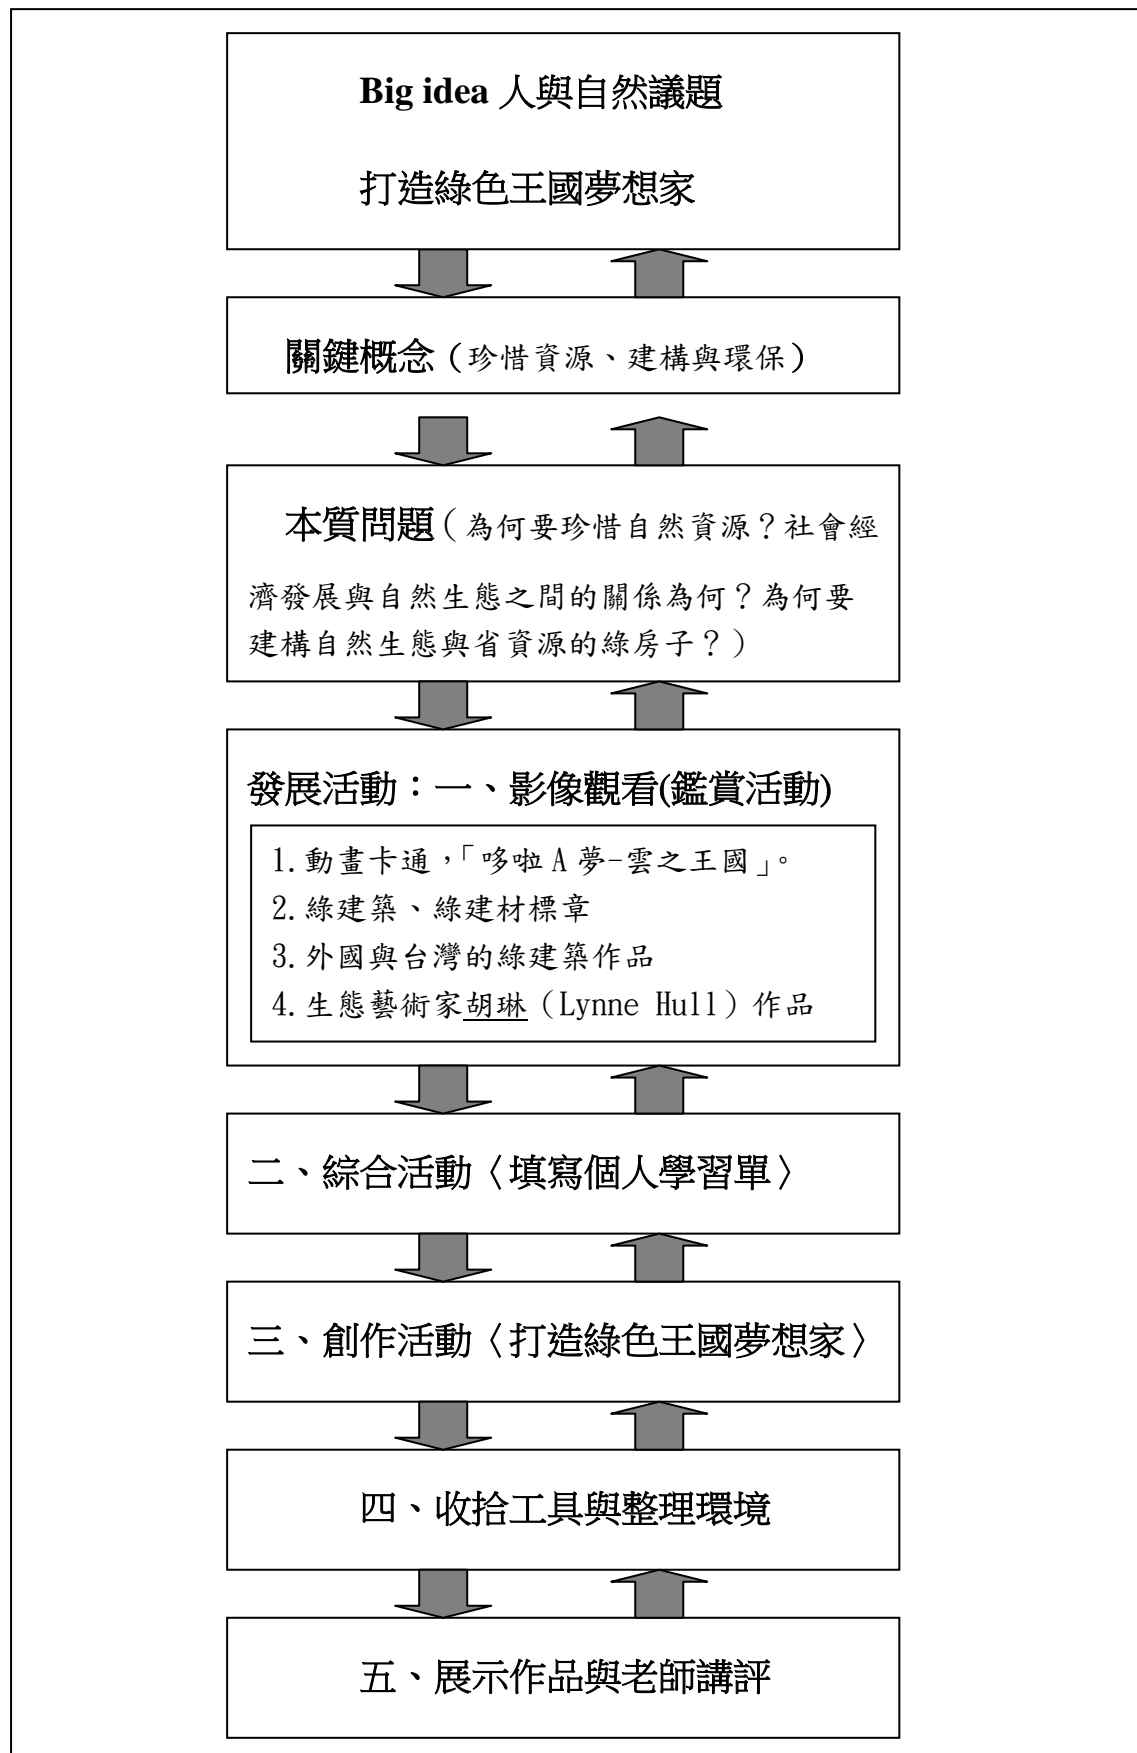 Big idea 人與自然議題
打造綠色王國夢想家
關鍵概念（珍惜資源、建構與環保）
本質問題（為何要珍惜自然資源？社會經
濟發展與自然生態之間的關係為何？為何要
建構自然生態與省資源的綠房子？）
發展活動：一、影像觀看(鑑賞活動)
1.動畫卡通，「哆啦 A 夢-雲之王國」。
2.綠建築、綠建材標章
3.外國與台灣的綠建築作品
4.生態藝術家胡琳（Lynne Hull）作品
二、綜合活動〈填寫個人學習單〉
三、創作活動〈打造綠色王國夢想家〉
四、收拾工具與整理環境
五、展示作品與老師講評